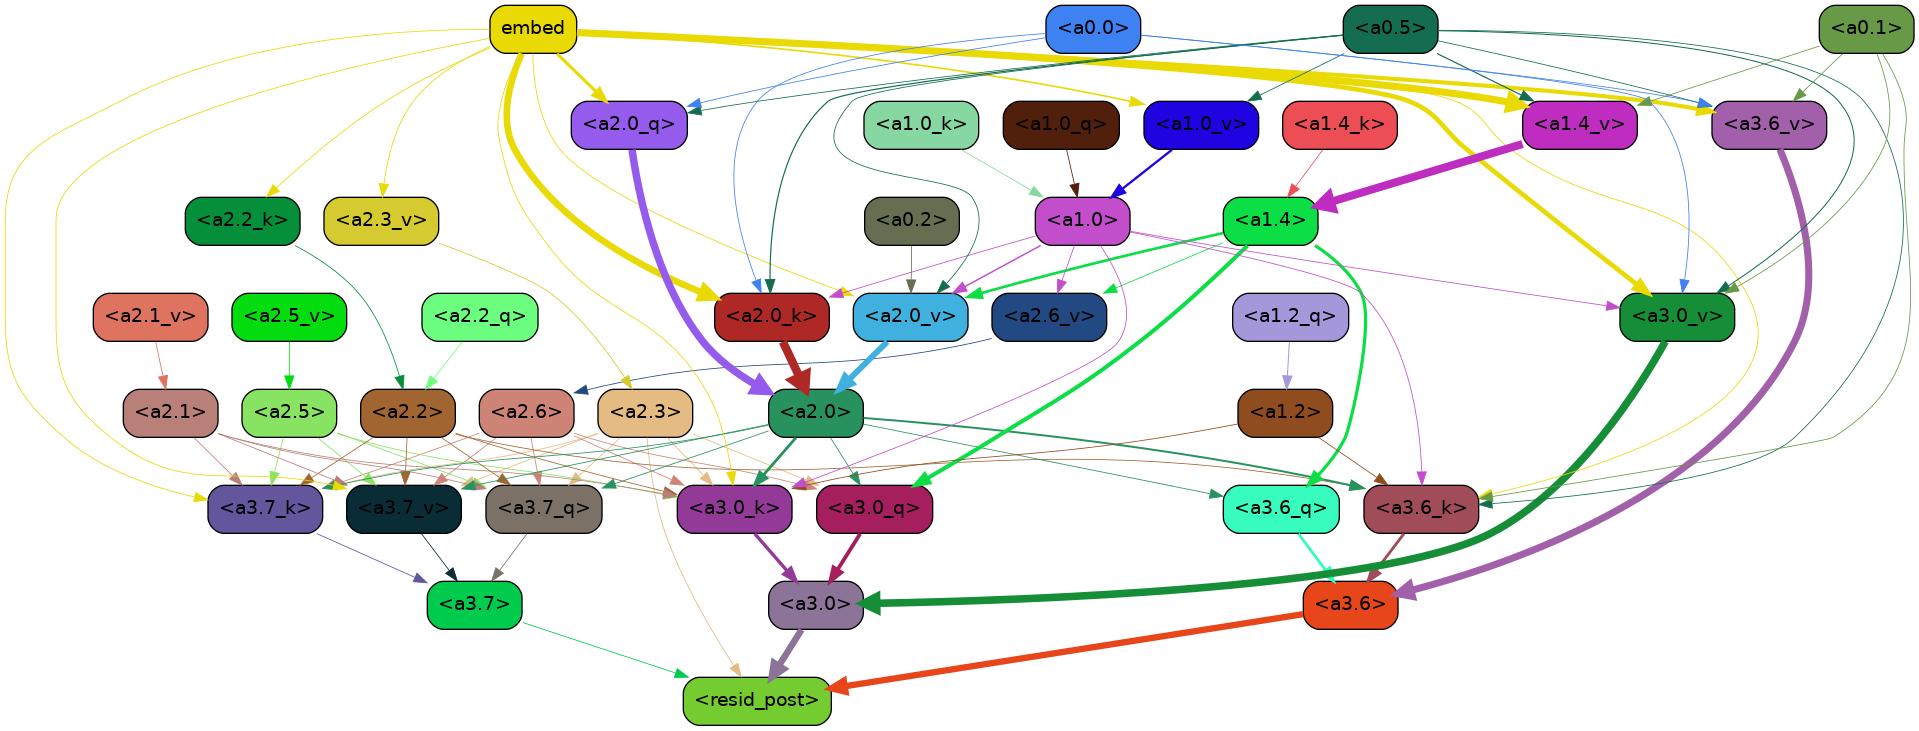 embed
<a0.0>
<a0.5>
<a0.1>
<a2.0_q>
<a1.0_k>
<a1.0_q>
<a1.0_v>
<a1.4_k>
<a1.4_v>
<a3.6_v>
<a2.2_k>
<a2.3_v>
<a0.2>
<a1.0>
<a1.4>
<a2.1_v>
<a2.5_v>
<a2.2_q>
<a2.0_k>
<a2.0_v>
<a2.6_v>
<a1.2_q>
<a3.0_v>
<a2.1>
<a2.5>
<a2.2>
<a2.6>
<a2.3>
<a2.0>
<a1.2>
<a3.7_k>
<a3.7_v>
<a3.7_q>
<a3.0_k>
<a3.0_q>
<a3.6_q>
<a3.6_k>
<a3.7>
<a3.0>
<a3.6>
<resid_post>